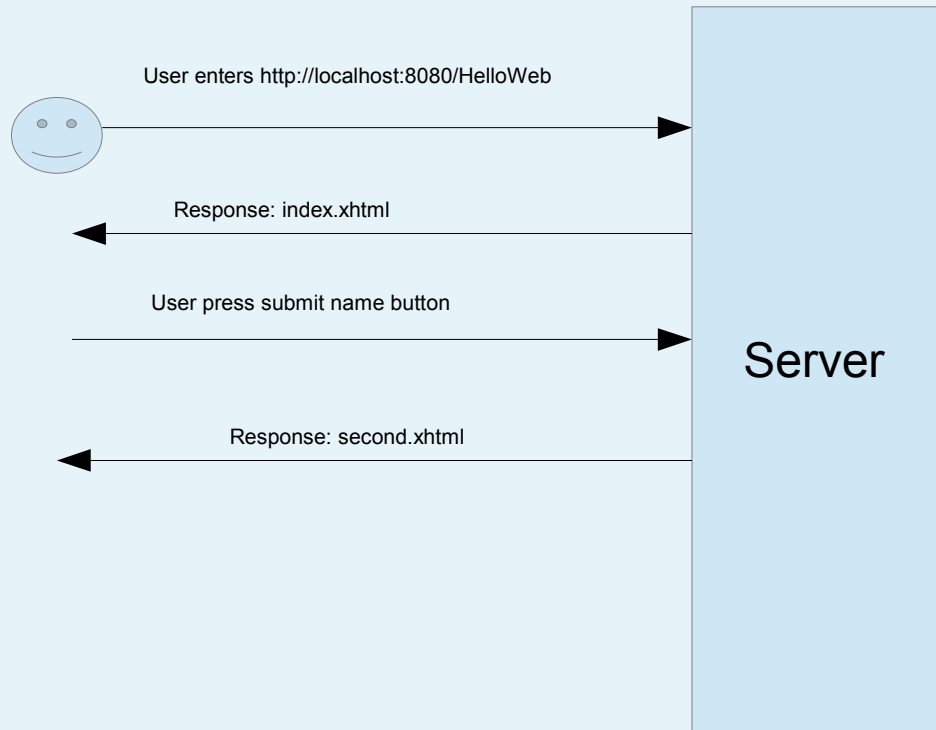 User enters http://localhost:8080/HelloWeb
Response: index.xhtml
User press submit name button
Server
Response: second.xhtml